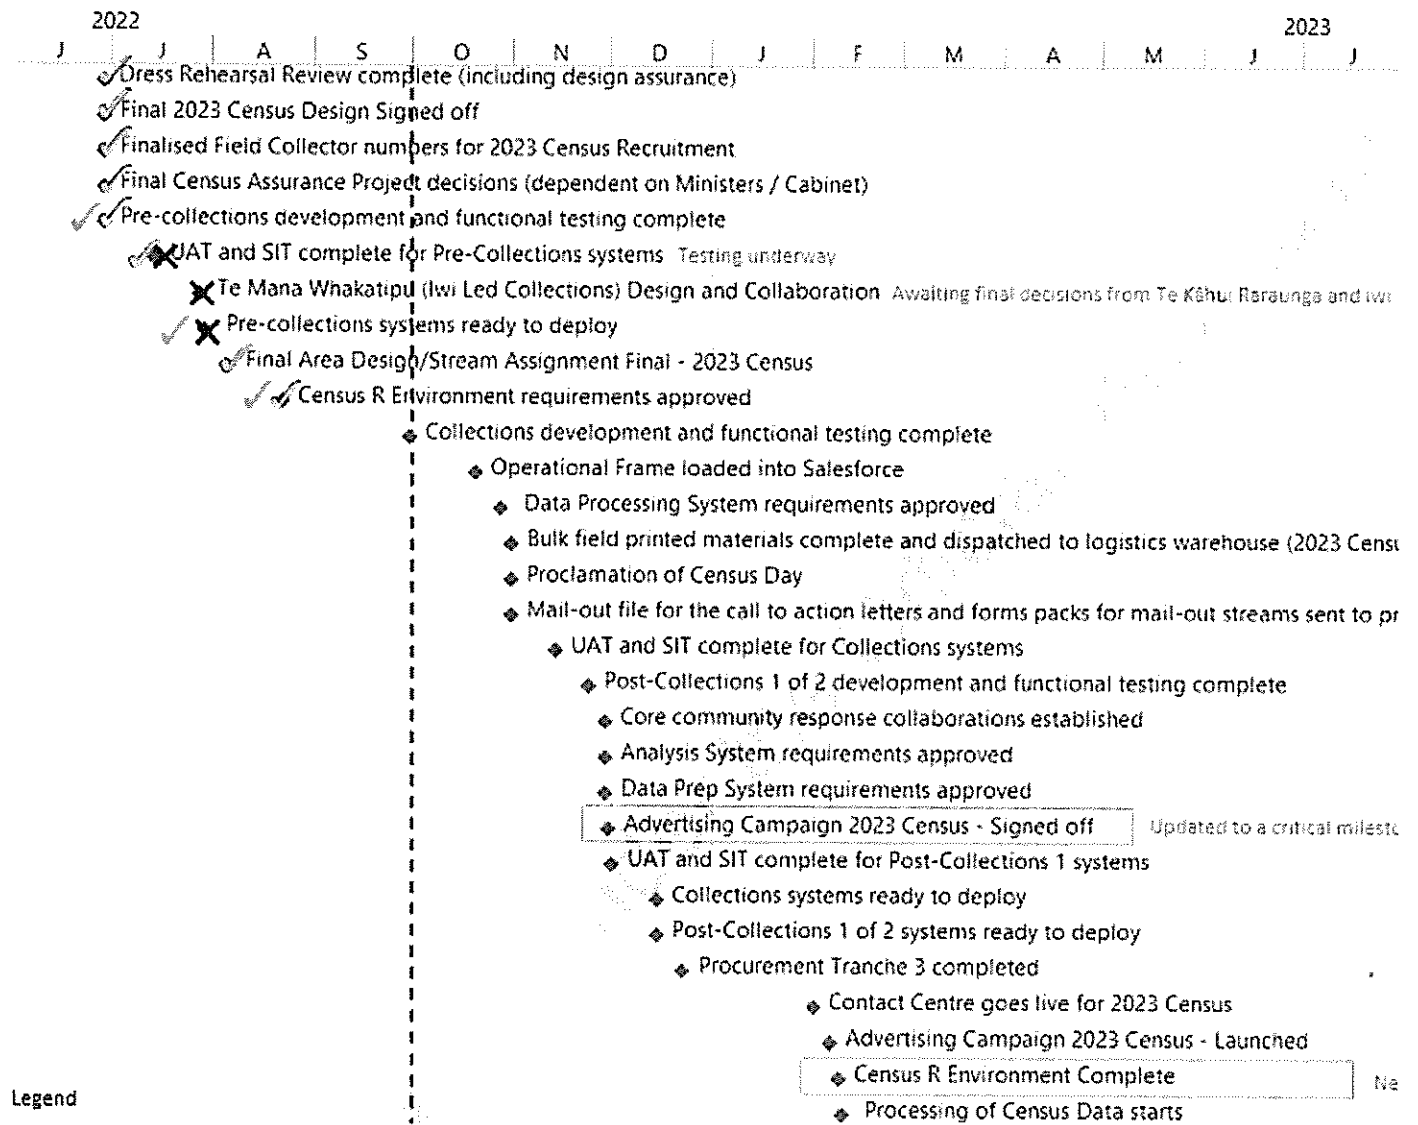 2022
2023
J J A S O N D J F M A M J J
Dress Rehearsal Review complete (including design assurance)
Final 2023 Census Design Signed off
Finalised Field Collector numbers for 2023 Census Recruitment
Final Census Assurance Project decisions (dependent on Ministers / Cabinet)
Pre-collections development and functional testing complete
UAT and SIT complete for Pre-Collections systems Testing underway
Te Mana Whakatipu (Iwi Led Collections) Design and Collaboration Awaiting final decisions from Te Kāhui Raraunga and iwi
Pre-collections systems ready to deploy
Final Area Design/Stream Assignment Final - 2023 Census
Census R Environment requirements approved
Collections development and functional testing complete
Operational Frame loaded into Salesforce
Data Processing System requirements approved
Bulk field printed materials complete and dispatched to logistics warehouse (2023 Censu
Proclamation of Census Day
Mail-out file for the call to action letters and forms packs for mail-out streams sent to pr
UAT and SIT complete for Collections systems
Post-Collections 1 of 2 development and functional testing complete
Core community response collaborations established
Analysis System requirements approved
Data Prep System requirements approved
Advertising Campaign 2023 Census - Signed off Updated to a critical milesto
UAT and SIT complete for Post-Collections 1 systems
Collections systems ready to deploy
Post-Collections 1 of 2 systems ready to deploy
Procurement Tranche 3 completed
Contact Centre goes live for 2023 Census
Advertising Campaign 2023 Census - Launched
Census R Environment Complete Ne
Processing of Census Data starts
Legend